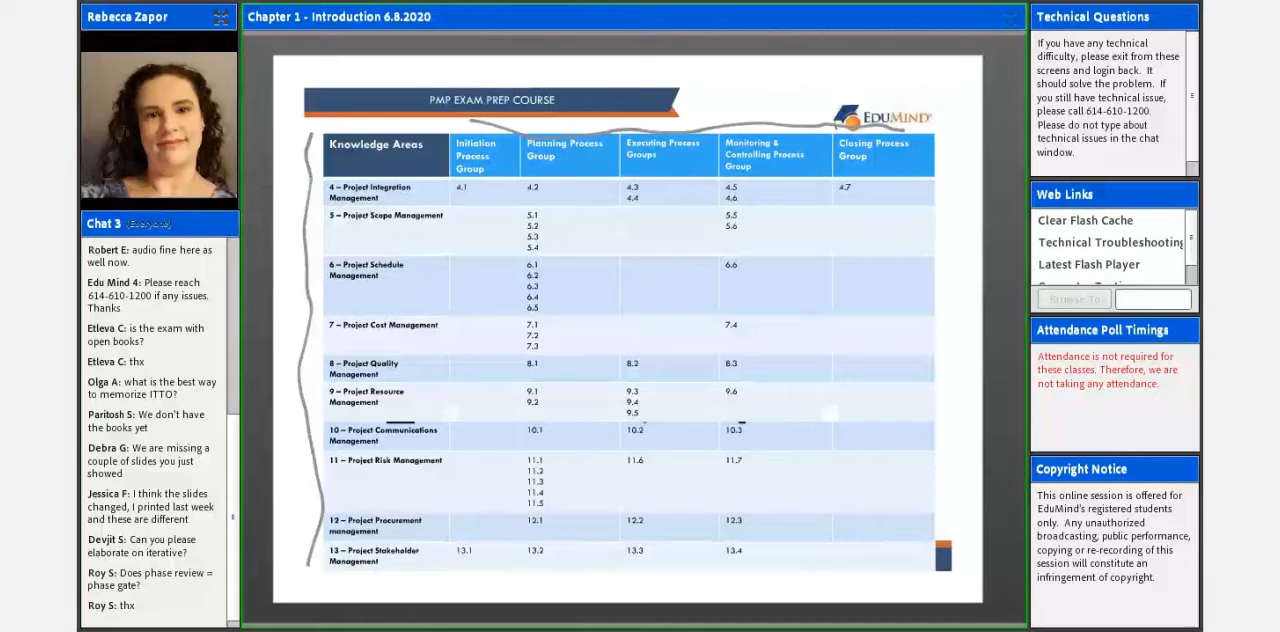 Rebecca Zapor
Chat 3 (Everyone)
Robert E: audio fine here as
well now.
Edu Mind 4: Please reach
614-610-1200 if any issues.
Thanks
Etleva C: is the exam with
open books?
Etleva C: thx
Olga A: what is the best way
to memorize ITTO?
Paritosh S: We don't have
the books yet
Debra G: We are missing a
couple of slides you just
showed
Jessica F: I think the slides
changed, I printed last week
and these are different
Devjit S: Can you please
elaborate on iterative?
Roy S: Does phase review =
phase gate?
Roy S: thx
Chapter 1 - Introduction 6.8.2020
PMP EXAM PREP COURSE
EDUMIND
Knowledge Areas
Initiation
Process
Group
Planning Process
Group
Executing Process
Groups
Monitoring &
Controlling Process
Group
Closing Process
Group
4 – Project Integration
Management
4.1
4.2
4.3
4.4
4.5
4.6
4.7
5 – Project Scope Management
5.1
5.2
5.3
5.4
5.5
5.6
6 – Project Schedule
Management
6.1
6.2
6.3
6.4
6.5
6.6
7 – Project Cost Management
7.1
7.2
7.3
7.4
8 – Project Quality
Management
8.1
8.2
8.3
9 – Project Resource
Management
9.1
9.2
9.3
9.4
9.5
9.6
10 – Project Communications
Management
10.1
10.2
10.3
11 – Project Risk Management
11.1
11.2
11.3
11.4
11.5
11.6
11.7
12 – Project Procurement
management
12.1
12.2
12.3
13 – Project Stakeholder
Management
13.1
13.2
13.3
13.4
Technical Questions
If you have any technical
difficulty, please exit from these
screens and login back. It
should solve the problem. If
you still have technical issue,
please call 614-610-1200.
Please do not type about
technical issues in the chat
window.
Web Links
Clear Flash Cache
Technical Troubleshooting
Latest Flash Player
Browse To
Attendance Poll Timings
Attendance is not required for
these classes. Therefore, we are
not taking any attendance.
Copyright Notice
This online session is offered for
EduMind's registered students
only. Any unauthorized
broadcasting, public performance,
copying or re-recording of this
session will constitute an
infringement of copyright.